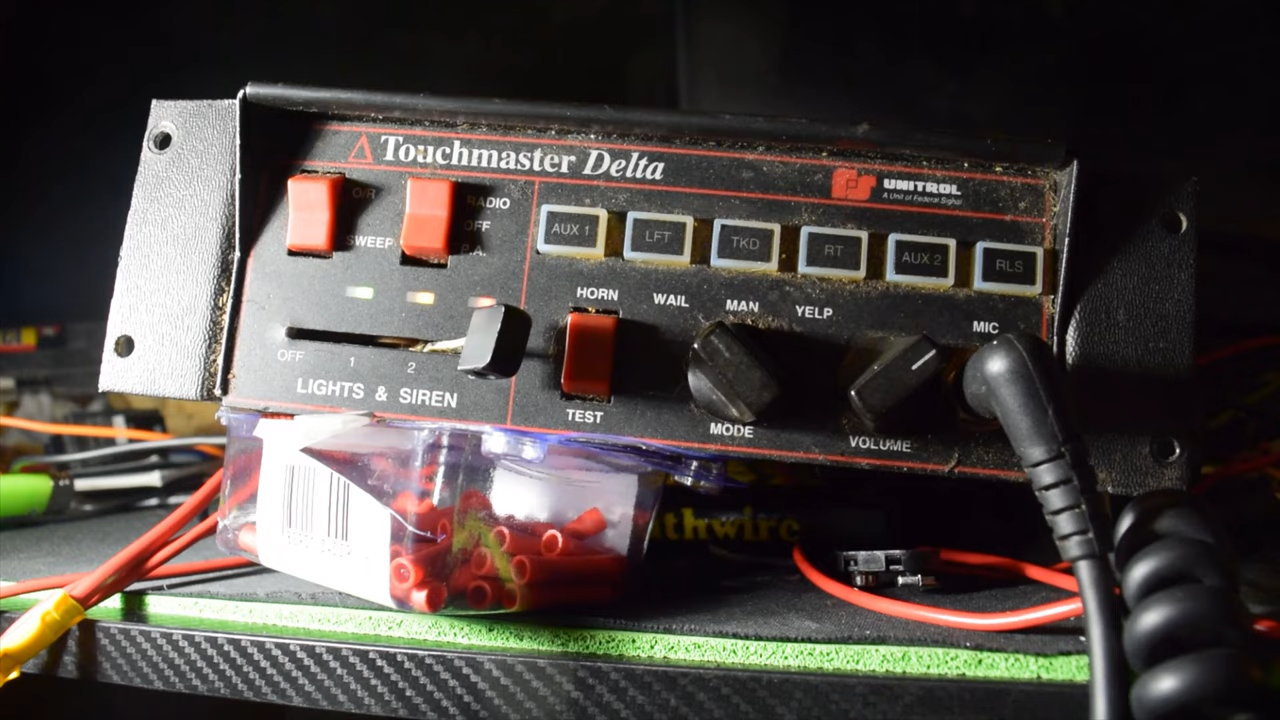 Touchmaster Delta
UNITROL
A Unit of Federal Signal
O/R
SWEEP
RADIO
OFF
P.A.
AUX 1
LFT
TKD
RT
AUX 2
RLS
HORN
WAIL
MAN
YELP
MIC
OFF
1
2
LIGHTS & SIREN
TEST
MODE
VOLUME